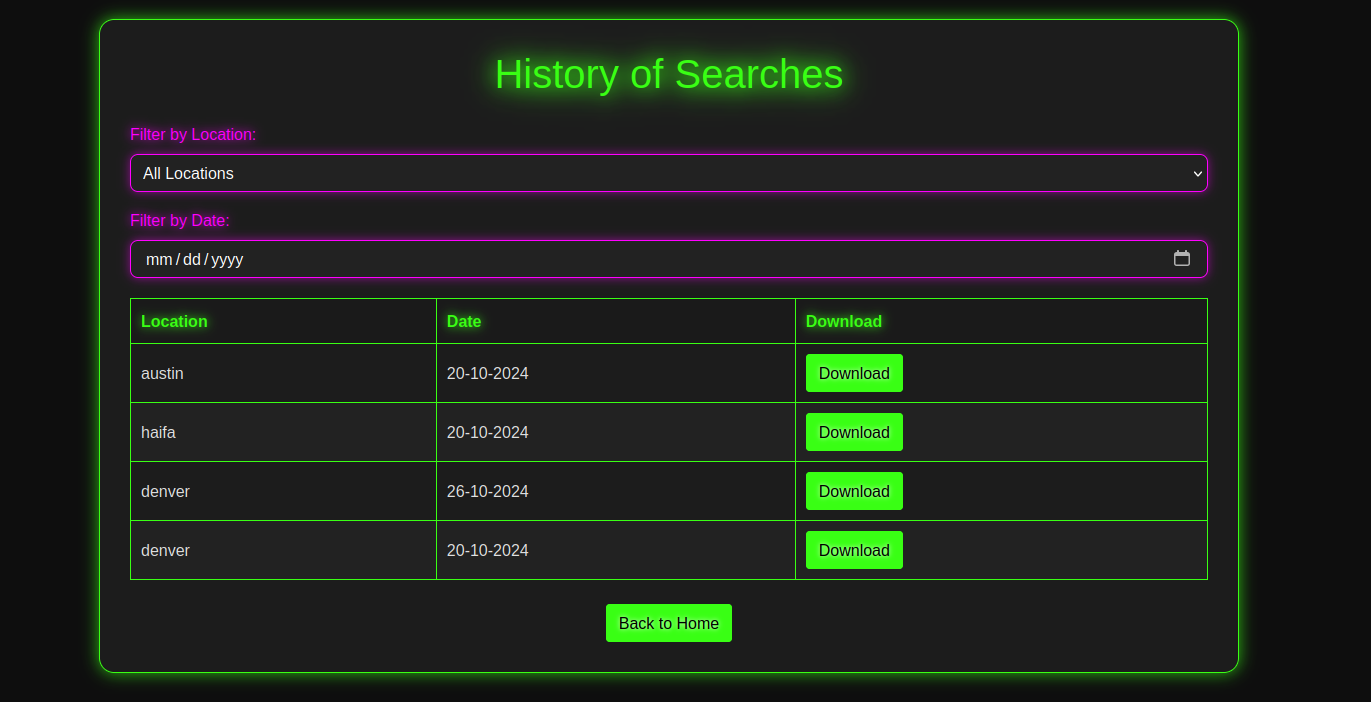 History of Searches
Filter by Location:
All Locations
Filter by Date:
mm/dd/yyyy
Location Date Download
austin 20-10-2024 Download
haifa 20-10-2024 Download
denver 26-10-2024 Download
denver 20-10-2024 Download
Back to Home